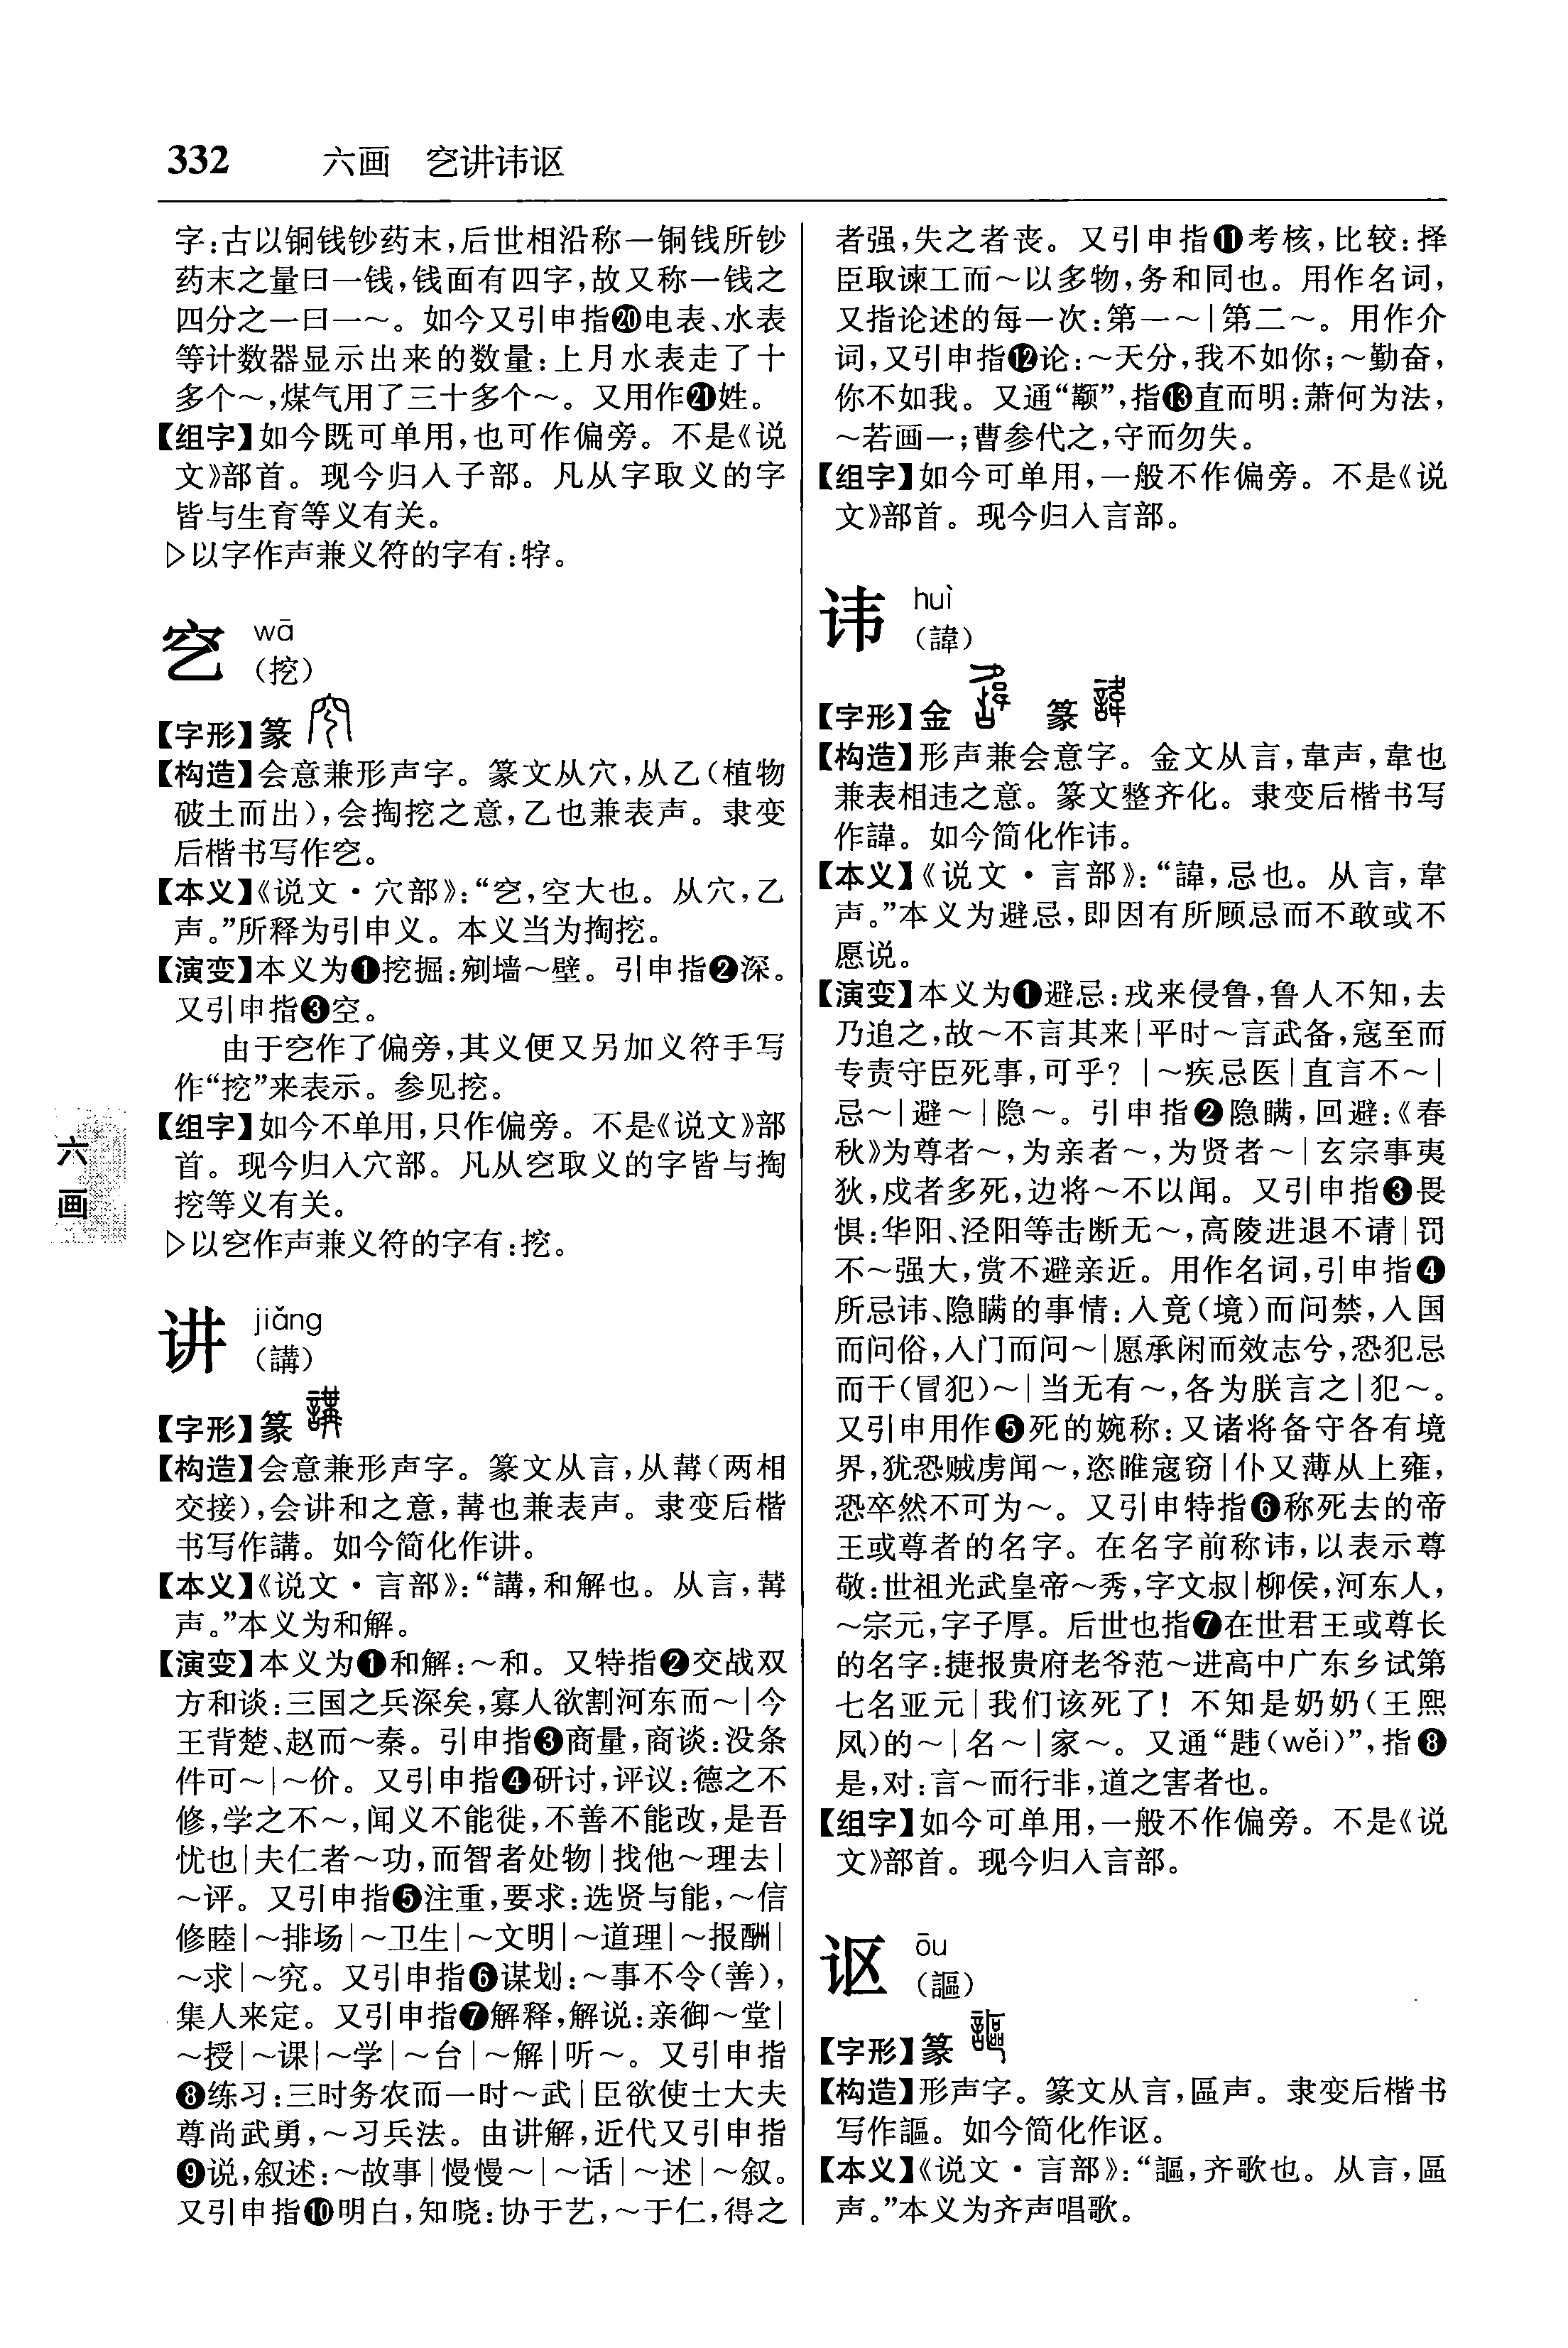 332 六画 穵讲讳讴
字:古以铜钱钞药末,后世相沿称一铜钱所钞
药末之量曰一钱,钱面有四字,故又称一钱之
四分之一曰一～。如今又引申指⑳电表、水表
等计数器显示出来的数量:上月水表走了十
多个～,煤气用了三十多个～。又用作㉑姓。
【组字】如今既可单用,也可作偏旁。不是《说
文》部首。现今归入子部。凡从字取义的字
皆与生育等义有关。
▷以字作声兼义符的字有:牸。
穵 wā
(挖)
【字形】篆
【构造】会意兼形声字。篆文从穴,从乙(植物
破土而出),会掏挖之意,乙也兼表声。隶变
后楷书写作穵。
【本义】《说文·穴部》:“穵,空大也。从穴,乙
声。”所释为引申义。本义当为掏挖。
【演变】本义为❶挖掘:剜墙～壁。引申指❷深。
又引申指❸空。
由于穵作了偏旁,其义便又另加义符手写
作“挖”来表示。参见挖。
【组字】如今不单用,只作偏旁。不是《说文》部
首。现今归入穴部。凡从穵取义的字皆与掏
挖等义有关。
▷以穵作声兼义符的字有:挖。
六画
讲 jiǎng
(講)
【字形】篆
【构造】会意兼形声字。篆文从言,从冓(两相
交接),会讲和之意,冓也兼表声。隶变后楷
书写作講。如今简化作讲。
【本义】《说文·言部》:“講,和解也。从言,冓
声。”本义为和解。
【演变】本义为❶和解:～和。又特指❷交战双
方和谈:三国之兵深矣,寡人欲割河东而～|今
王背楚、赵而～秦。引申指❸商量,商谈:没条
件可～|～价。又引申指❹研讨,评议:德之不
修,学之不～,闻义不能徙,不善不能改,是吾
忧也|夫仁者～功,而智者处物|找他～理去|
～评。又引申指❺注重,要求:选贤与能,～信
修睦|～排场|～卫生|～文明|～道理|～报酬|
～求|～究。又引申指❻谋划:～事不令(善),
集人来定。又引申指❼解释,解说:亲御～堂|
～授|～课|～学|～台|～解|听～。又引申指
❽练习:三时务农而一时～武|臣欲使士大夫
尊尚武勇,～习兵法。由讲解,近代又引申指
❾说,叙述:～故事|慢慢～|～话|～述|～叙。
又引申指❿明白,知晓:协于艺,～于仁,得之
者强,失之者丧。又引申指⓫考核,比较:择
臣取谏工而～以多物,务和同也。用作名词,
又指论述的每一次:第一～|第二～。用作介
词,又引申指⓬论:～天分,我不如你;～勤奋,
你不如我。又通“颟”,指⓭直而明:萧何为法,
～若画一;曹参代之,守而勿失。
【组字】如今可单用,一般不作偏旁。不是《说
文》部首。现今归入言部。
讳 huì
(諱)
【字形】金 篆
【构造】形声兼会意字。金文从言,韋声,韋也
兼表相违之意。篆文整齐化。隶变后楷书写
作諱。如今简化作讳。
【本义】《说文·言部》:“諱,忌也。从言,韋
声。”本义为避忌,即因有所顾忌而不敢或不
愿说。
【演变】本义为❶避忌:戎来侵鲁,鲁人不知,去
乃追之,故～不言其来|平时～言武备,寇至而
专责守臣死事,可乎?|～疾忌医|直言不～|
忌～|避～|隐～。引申指❷隐瞒,回避:《春
秋》为尊者～,为亲者～,为贤者～|玄宗事夷
狄,戍者多死,边将～不以闻。又引申指❸畏
惧:华阳、泾阳等击断无～,高陵进退不请|罚
不～强大,赏不避亲近。用作名词,引申指❹
所忌讳、隐瞒的事情:入竟(境)而问禁,入国
而问俗,入门而问～|愿承闲而效志兮,恐犯忌
而干(冒犯)～|当无有～,各为朕言之|犯～。
又引申用作❺死的婉称:又诸将备守各有境
界,犹恐贼虏闻～,恣睢寇窃|仆又薄从上雍,
恐卒然不可为～。又引申特指❻称死去的帝
王或尊者的名字。在名字前称讳,以表示尊
敬:世祖光武皇帝～秀,字文叔|柳侯,河东人,
～宗元,字子厚。后世也指❼在世君王或尊长
的名字:捷报贵府老爷范～进高中广东乡试第
七名亚元|我们该死了!不知是奶奶(王熙
凤)的～|名～|家～。又通“韪(wěi)”,指❽
是,对:言～而行非,道之害者也。
【组字】如今可单用,一般不作偏旁。不是《说
文》部首。现今归入言部。
讴 ōu
(謳)
【字形】篆
【构造】形声字。篆文从言,區声。隶变后楷书
写作謳。如今简化作讴。
【本义】《说文·言部》:“謳,齐歌也。从言,區
声。”本义为齐声唱歌。